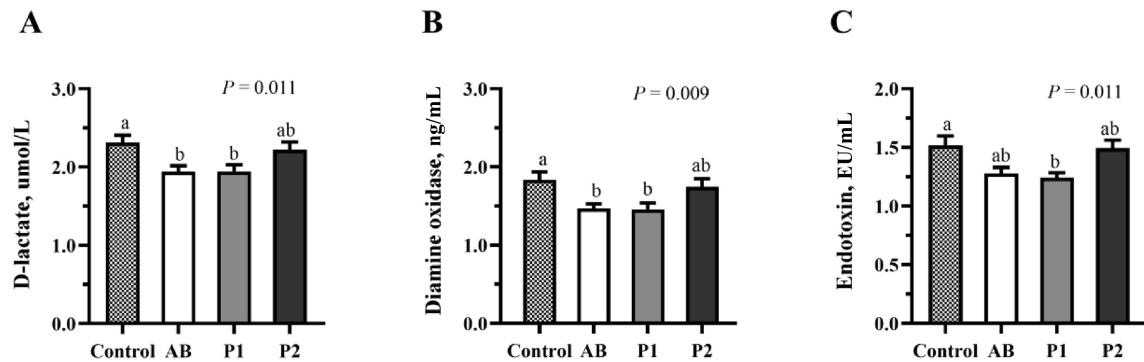 A
D-lactate, umol/L
3.0
2.0
1.0
0.0
P = 0.011
a
b
b
ab
Control AB P1 P2
B
Diamine oxidase, ng/mL
3.0
2.0
1.0
0.0
P = 0.009
a
b
b
ab
Control AB P1 P2
C
Endotoxin, EU/mL
2.0
1.5
1.0
0.5
0.0
P = 0.011
a
ab
b
ab
Control AB P1 P2